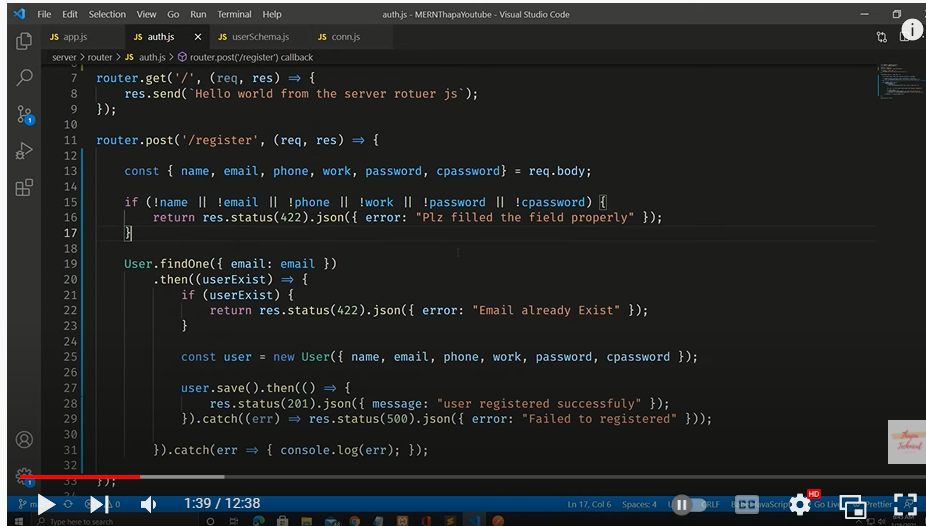 File Edit Selection View Go Run Terminal Help auth.js - MERNThapaYoutube - Visual Studio Code
JS app.js JS auth.js × JS userSchema.js JS conn.js
server > router > JS auth.js > router.post('/register') callback
7 router.get('/', (req, res) => {
8 res.send(`Hello world from the server rotuer js`);
9 });
10
11 router.post('/register', (req, res) => {
12
13 const { name, email, phone, work, password, cpassword} = req.body;
14
15 if (!name || !email || !phone || !work || !password || !cpassword) {
16 return res.status(422).json({ error: "Plz filled the field properly" });
17 }
18
19 User.findOne({ email: email })
20 .then((userExist) => {
21 if (userExist) {
22 return res.status(422).json({ error: "Email already Exist" });
23 }
24
25 const user = new User({ name, email, phone, work, password, cpassword });
26
27 user.save().then(() => {
28 res.status(201).json({ message: "user registered successfuly" });
29 }).catch((err) => res.status(500).json({ error: "Failed to registered" }));
30
31 }).catch(err => { console.log(err); });
32
33 });
Thapa Technical
1:39 / 12:38
HD
Ln 17, Col 6 Spaces: 4 CRLF JavaScript Go Live Prettier
Type here to search